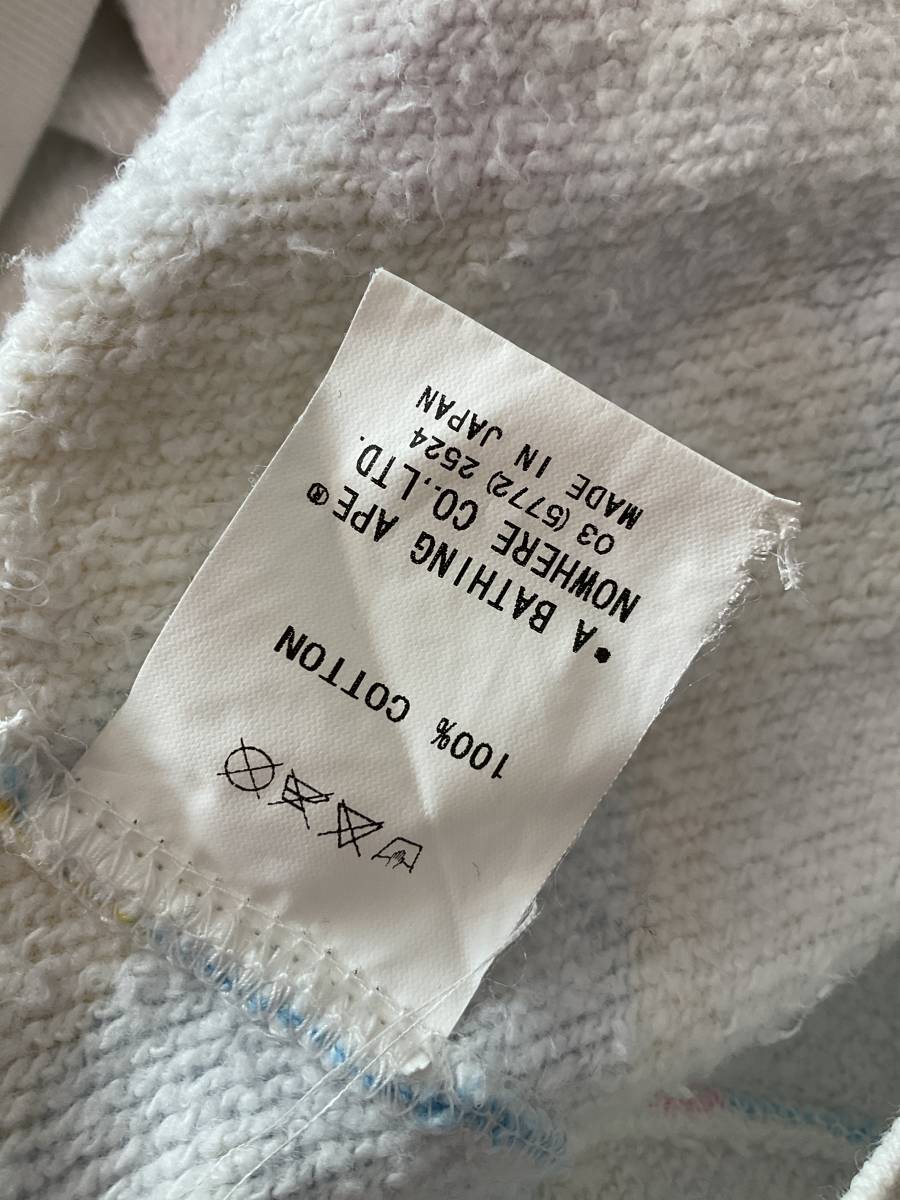 100% COTTON
•A BATHING APE®
NOWHERE CO.,LTD.
03 (5772) 2524
MADE IN JAPAN